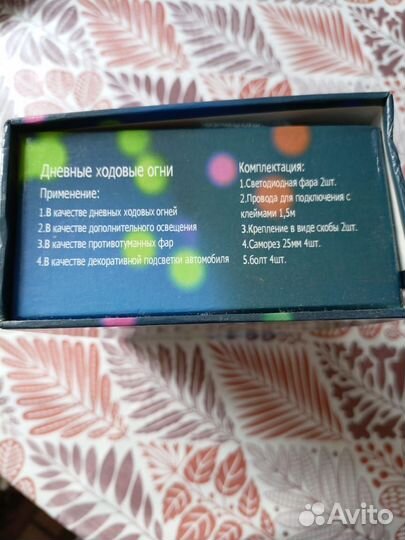 Дневные ходовые огни
Применение:
1.В качестве дневных ходовых огней
2.В качестве дополнительного освещения
3.В качестве противотуманных фар
4.В качестве декоративной подсветки автомобиля
Комплектация:
1.Светодиодная фара 2шт.
2.Провода для подключения с
клеймами 1,5м
3.Крепление в виде скобы 2шт.
4.Саморез 25мм 4шт.
5.болт 4шт.
Avito